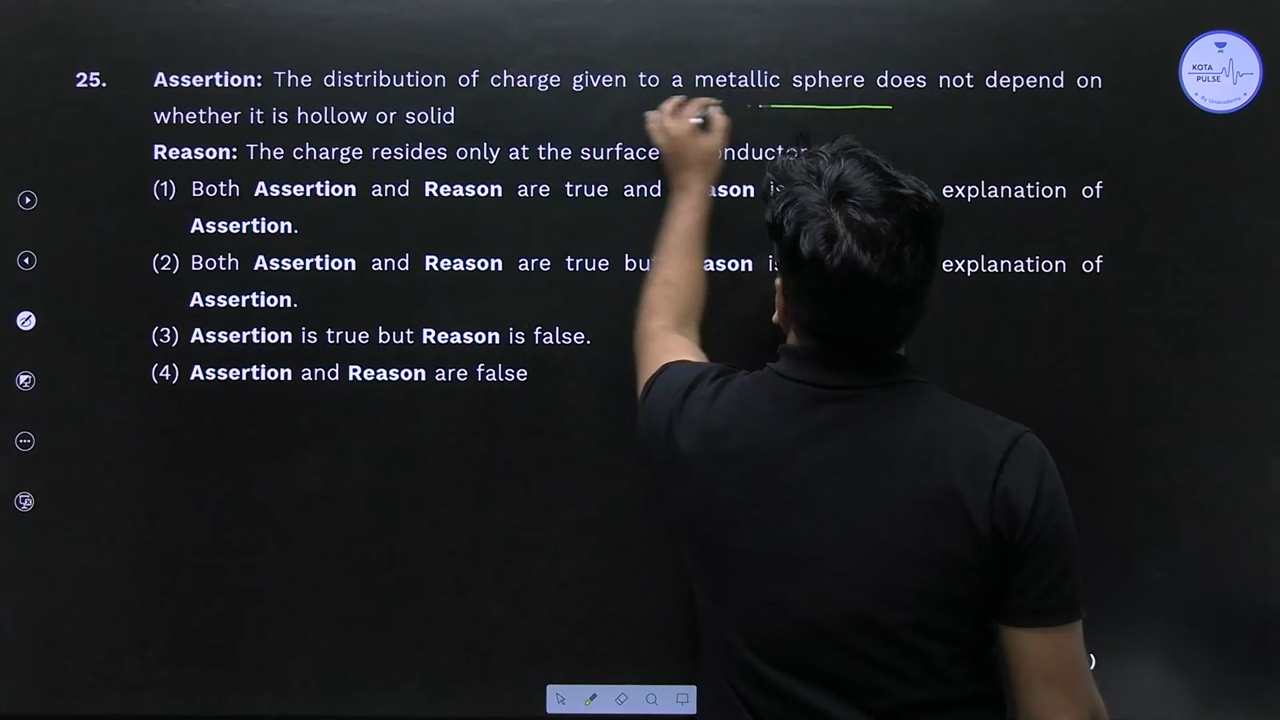 25. Assertion: The distribution of charge given to a metallic sphere does not depend on
whether it is hollow or solid
Reason: The charge resides only at the surface
(1) Both Assertion and Reason are true and explanation of
Assertion.
(2) Both Assertion and Reason are true explanation of
Assertion.
(3) Assertion is true but Reason is false.
(4) Assertion and Reason are false
KOTA
PULSE
By Unacademy